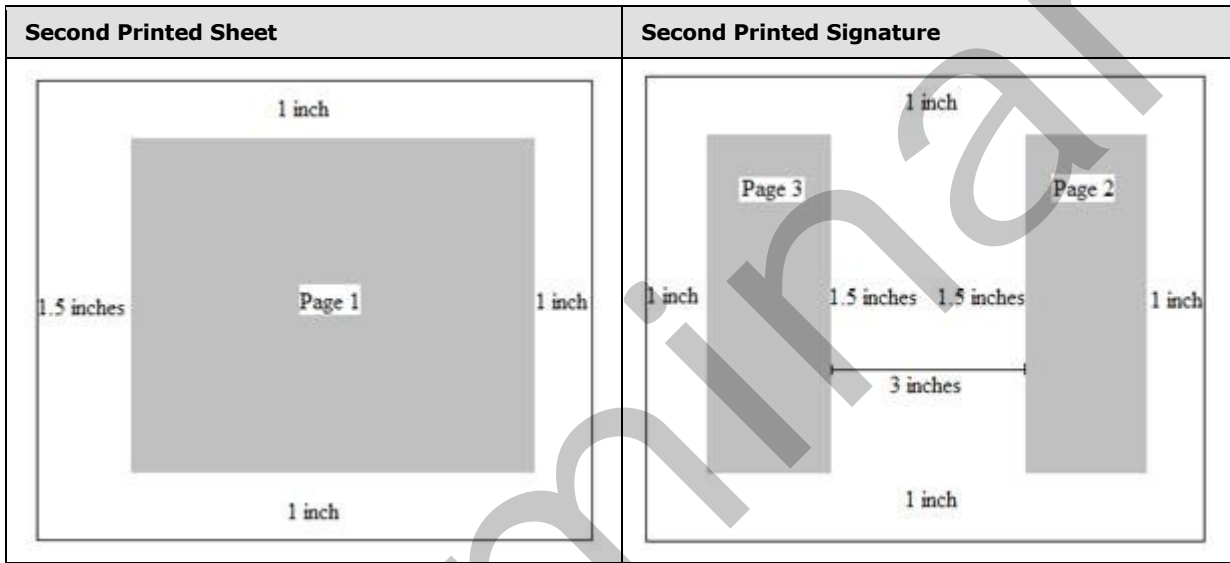 Second Printed Sheet
Second Printed Signature
1 inch
Page 1
1.5 inches
1 inch
1 inch
1 inch
Page 3
Page 2
1 inch
1.5 inches
1.5 inches
1 inch
3 inches
1 inch